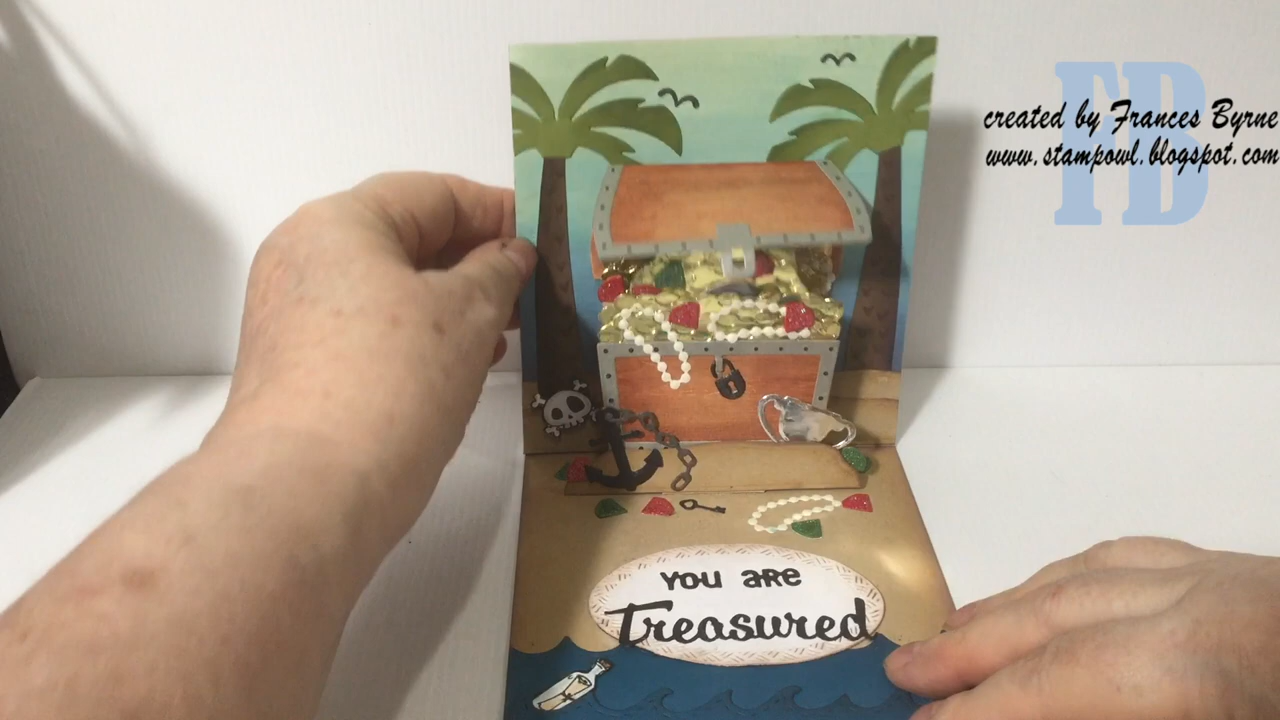 FB
created by Frances Byrne
www.stampowl.blogspot.com
YOU ARE
Treasured